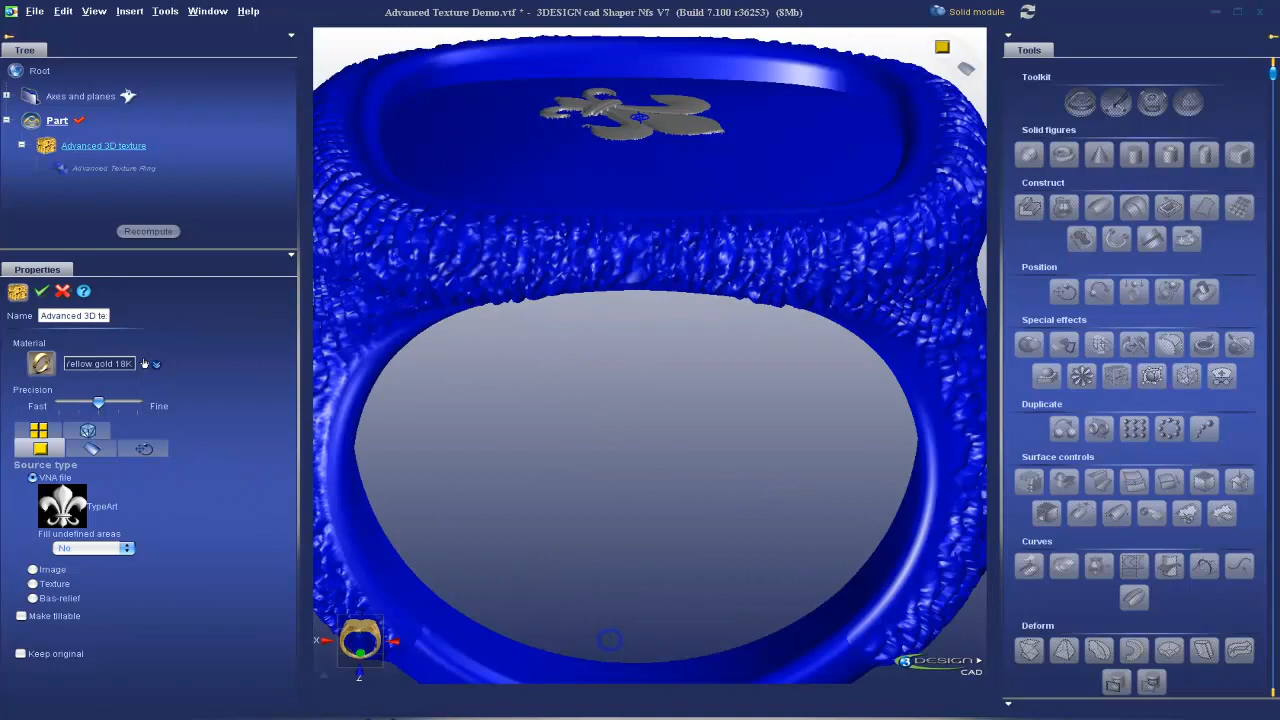 File Edit View Insert Tools Window Help
Advanced Texture Demo.vtf * - 3DESIGN cad Shaper Nfs V7 (Build 7.100 r36253) (8Mb)
Solid module
Tree
Root
Axes and planes
Part
Advanced 3D texture
Advanced Texture Ring
Recompute
Properties
Name Advanced 3D te:
Material
Yellow gold 18K
Precision
Fast Fine
Source type
VNA file
TypeArt
Fill undefined areas
No
Image
Texture
Bas-relief
Make tillable
Keep original
X
Z
3DESIGN
CAD
Tools
Toolkit
Solid figures
Construct
Position
Special effects
Duplicate
Surface controls
Curves
Deform